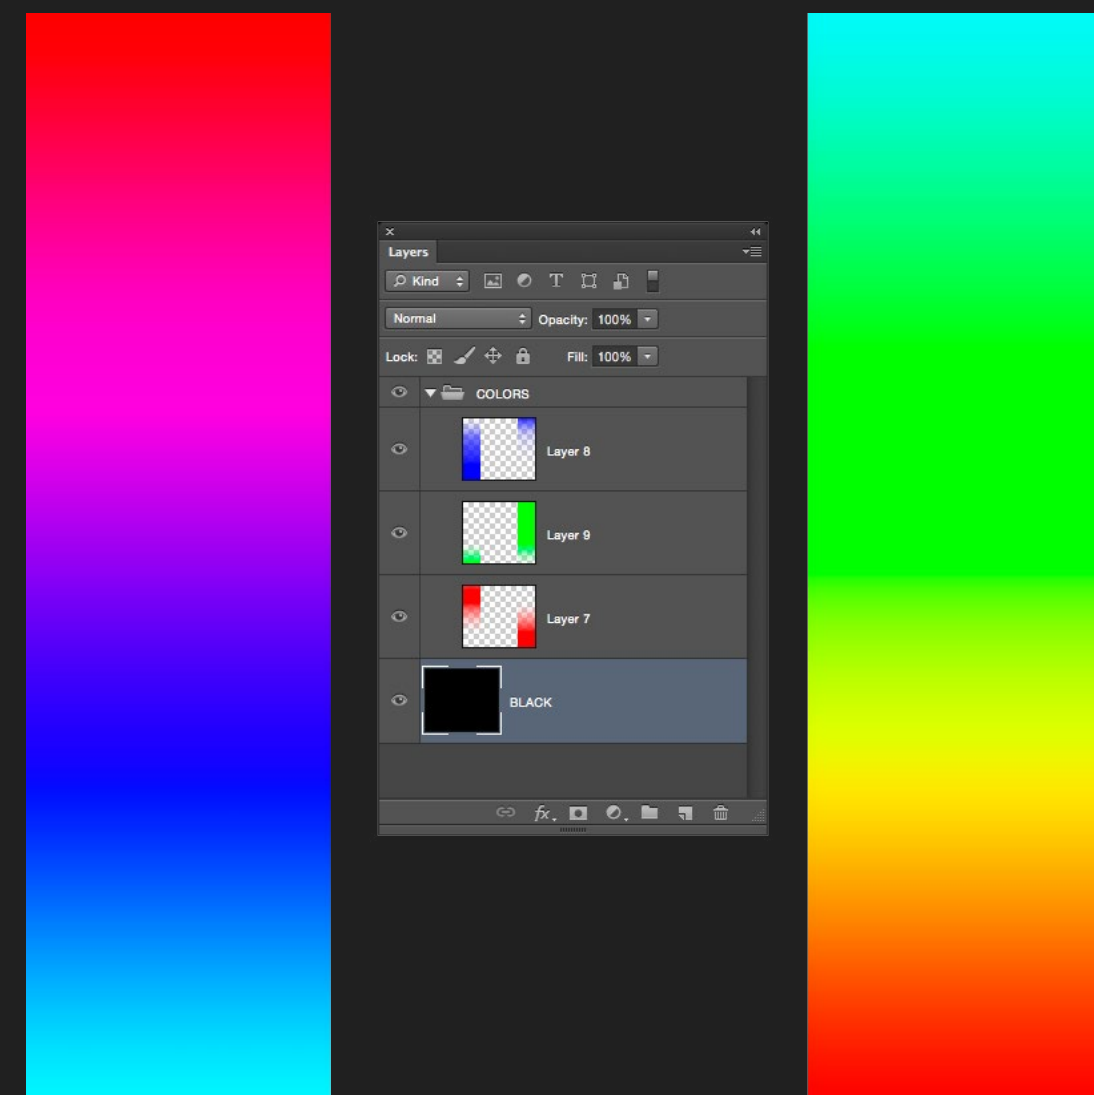 Layers
Kind
Normal Opacity: 100%
Lock: Fill: 100%
COLORS
Layer 8
Layer 9
Layer 7
BLACK
fx